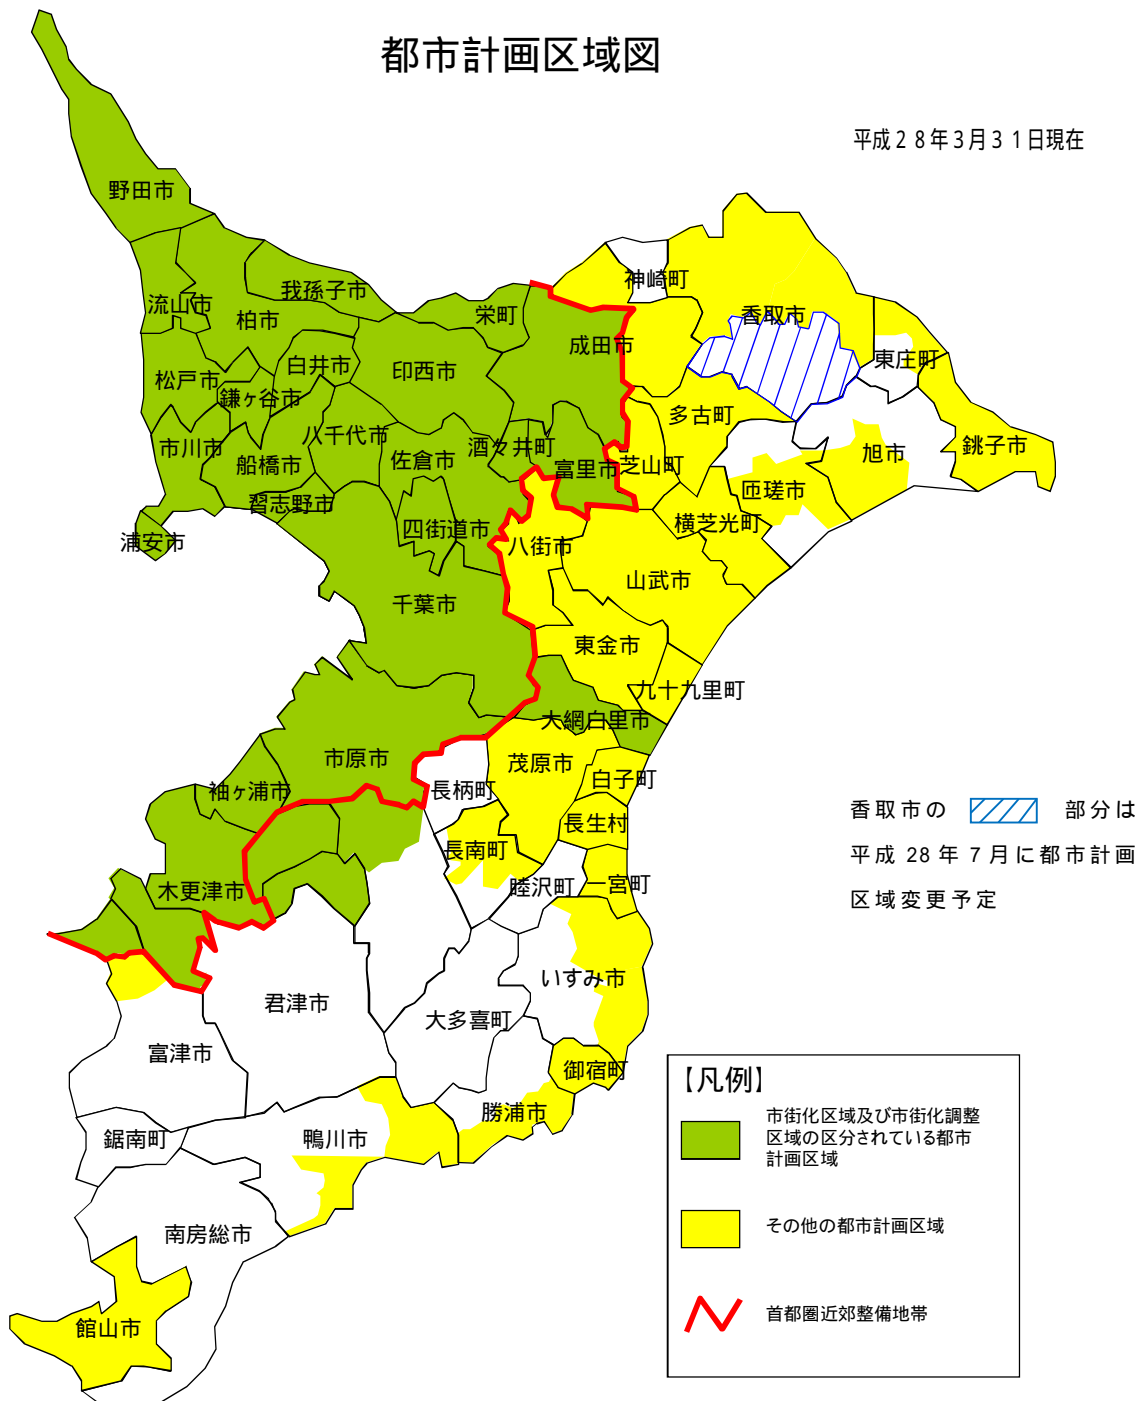 都市計画区域図
平成28年3月31日現在
野田市
流山市
我孫子市
柏市
栄町
神崎町
香取市
成田市
東庄町
松戸市
白井市
印西市
鎌ヶ谷市
多古町
市川市
船橋市
八千代市
佐倉市
酒々井町
富里市
芝山町
旭市
銚子市
匝瑳市
習志野市
四街道市
横芝光町
浦安市
八街市
千葉市
山武市
東金市
九十九里町
大網白里市
市原市
茂原市
白子町
袖ヶ浦市
長柄町
長生村
長南町
木更津市
睦沢町
一宮町
香取市の 部分は
平成28年7月に都市計画
区域変更予定
いすみ市
君津市
大多喜町
富津市
御宿町
勝浦市
鋸南町
鴨川市
南房総市
館山市
【凡例】
市街化区域及び市街化調整
区域の区分されている都市
計画区域
その他の都市計画区域
首都圏近郊整備地帯